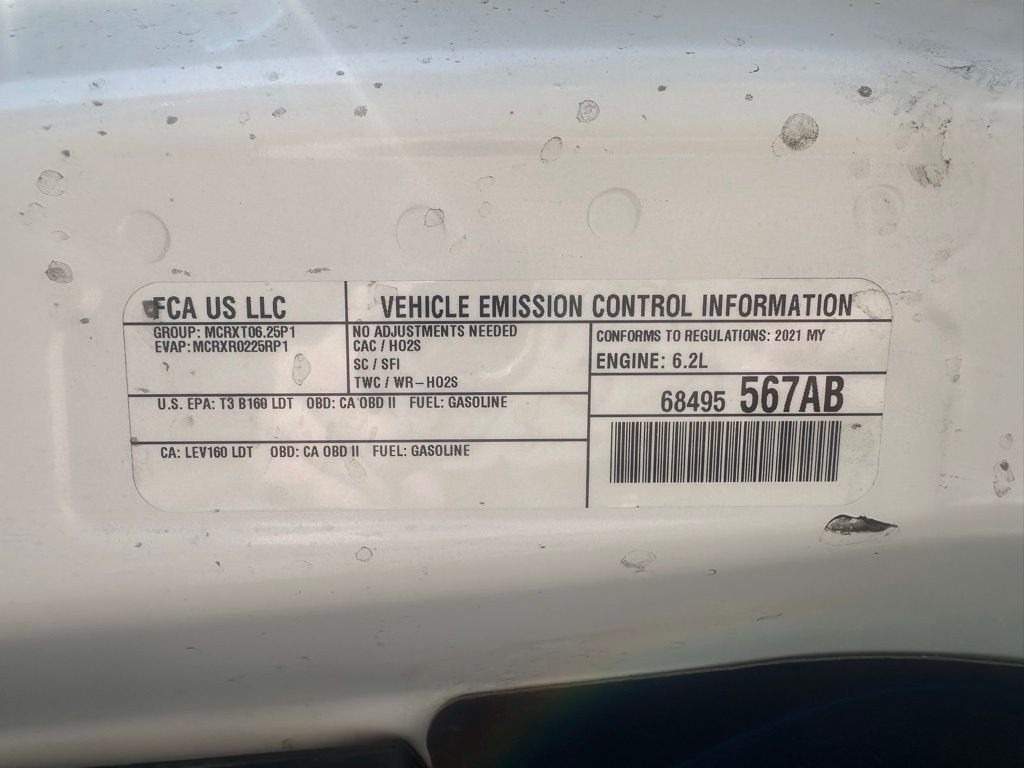 FCA US LLC
VEHICLE EMISSION CONTROL INFORMATION
GROUP: MCRXT06.25P1
EVAP: MCRXR0225RP1
NO ADJUSTMENTS NEEDED
CAC / HO2S
SC / SFI
TWC / WR-HO2S
CONFORMS TO REGULATIONS: 2021 MY
ENGINE: 6.2L
U.S. EPA: T3 B160 LDT OBD: CA OBD II FUEL: GASOLINE
68495 567AB
CA: LEV160 LDT OBD: CA OBD II FUEL: GASOLINE